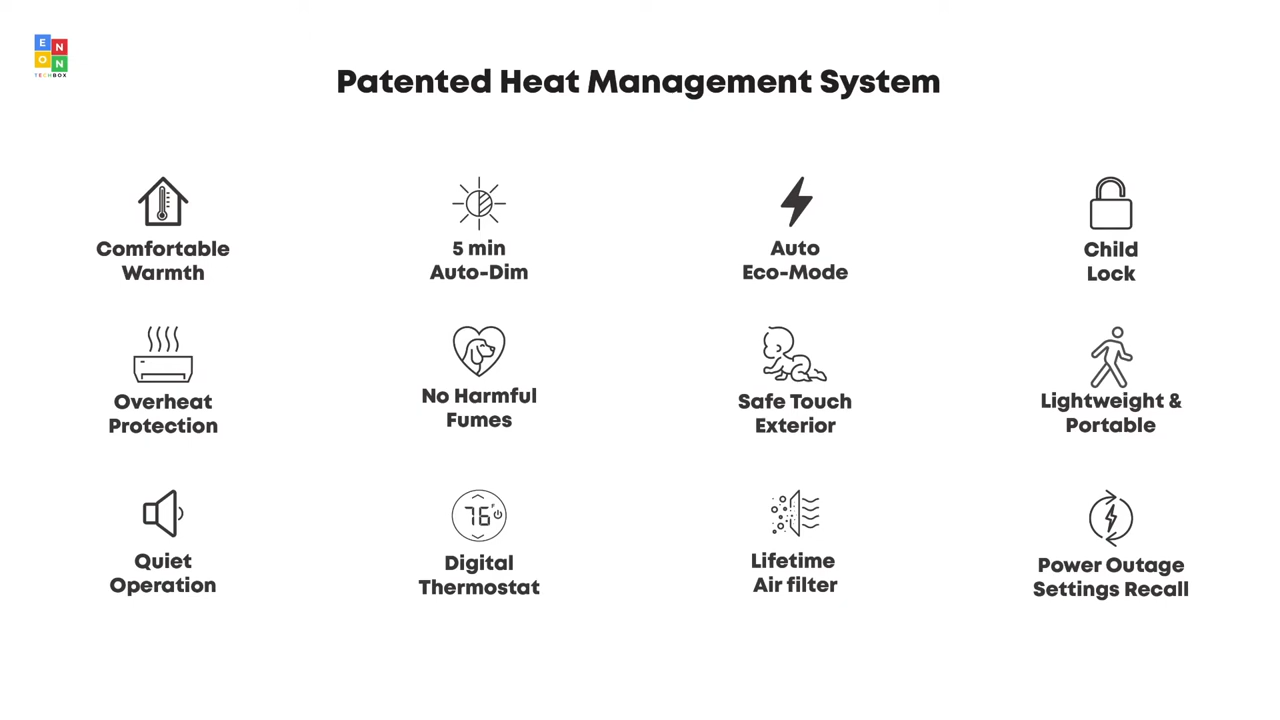 E N
O N
TECHBOX
Patented Heat Management System
Comfortable
Warmth
5 min
Auto-Dim
Auto
Eco-Mode
Child
Lock
Overheat
Protection
No Harmful
Fumes
Safe Touch
Exterior
Lightweight &
Portable
Quiet
Operation
76 F
Digital
Thermostat
Lifetime
Air filter
Power Outage
Settings Recall